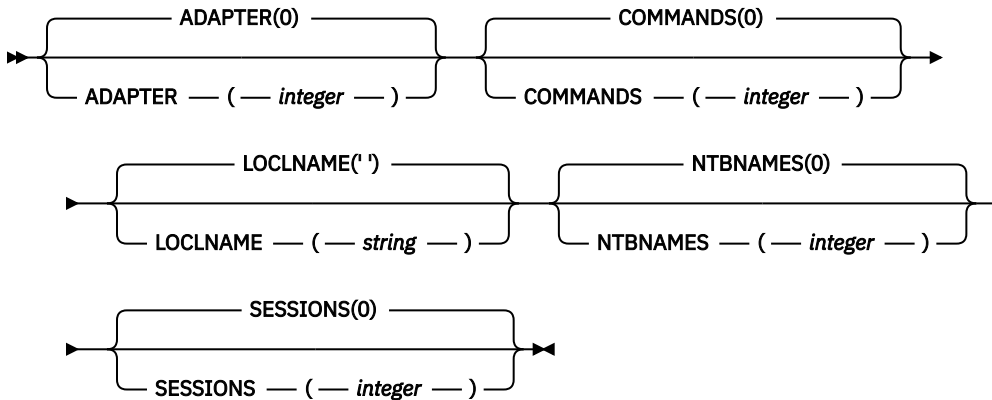 ADAPTER(0) COMMANDS(0)
ADAPTER ( integer ) COMMANDS ( integer )
LOCLNAME(' ') NTBNAMES(0)
LOCLNAME ( string ) NTBNAMES ( integer )
SESSIONS(0)
SESSIONS ( integer )